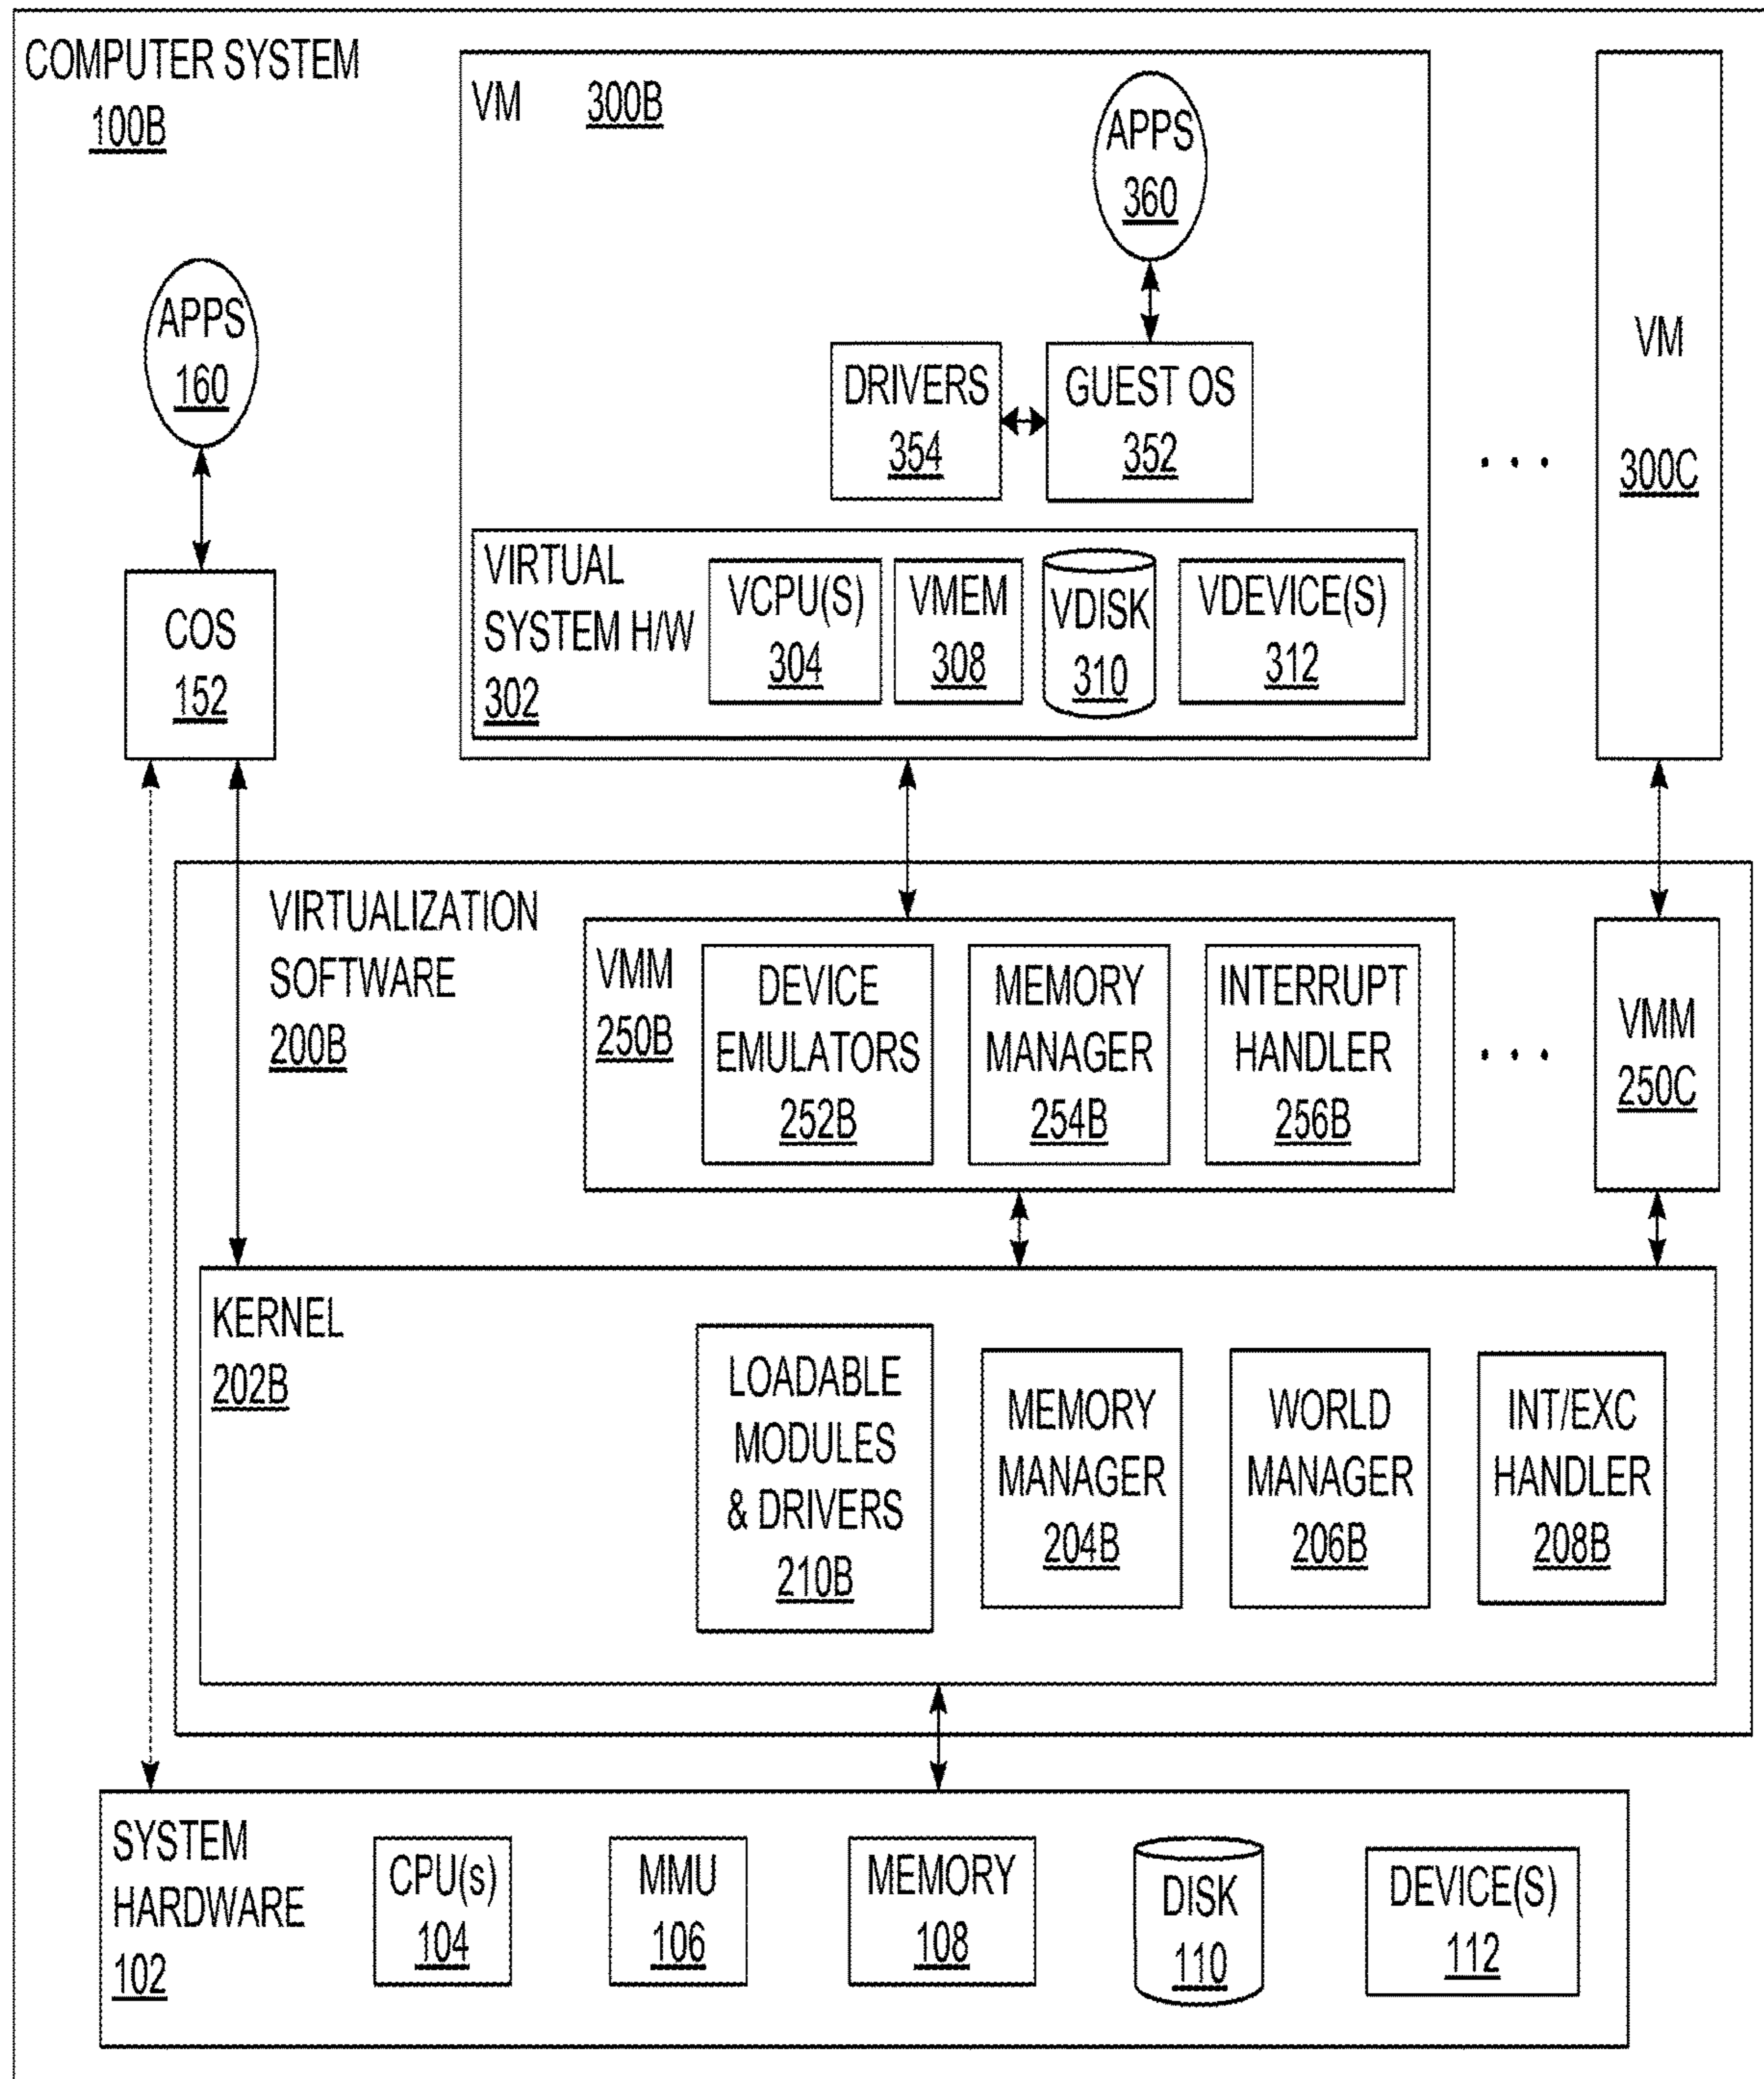 COMPUTER SYSTEM
100B
VM 300B
APPS
360
APPS
160
DRIVERS
354
GUEST OS
352
. . .
VM
300C
COS
152
VIRTUAL
SYSTEM H/W
302
VCPU(S)
304
VMEM
308
VDISK
310
VDEVICE(S)
312
VIRTUALIZATION
SOFTWARE
200B
VMM
250B
DEVICE
EMULATORS
252B
MEMORY
MANAGER
254B
INTERRUPT
HANDLER
256B
. . .
VMM
250C
KERNEL
202B
LOADABLE
MODULES
& DRIVERS
210B
MEMORY
MANAGER
204B
WORLD
MANAGER
206B
INT/EXC
HANDLER
208B
SYSTEM
HARDWARE
102
CPU(s)
104
MMU
106
MEMORY
108
DISK
110
DEVICE(S)
112